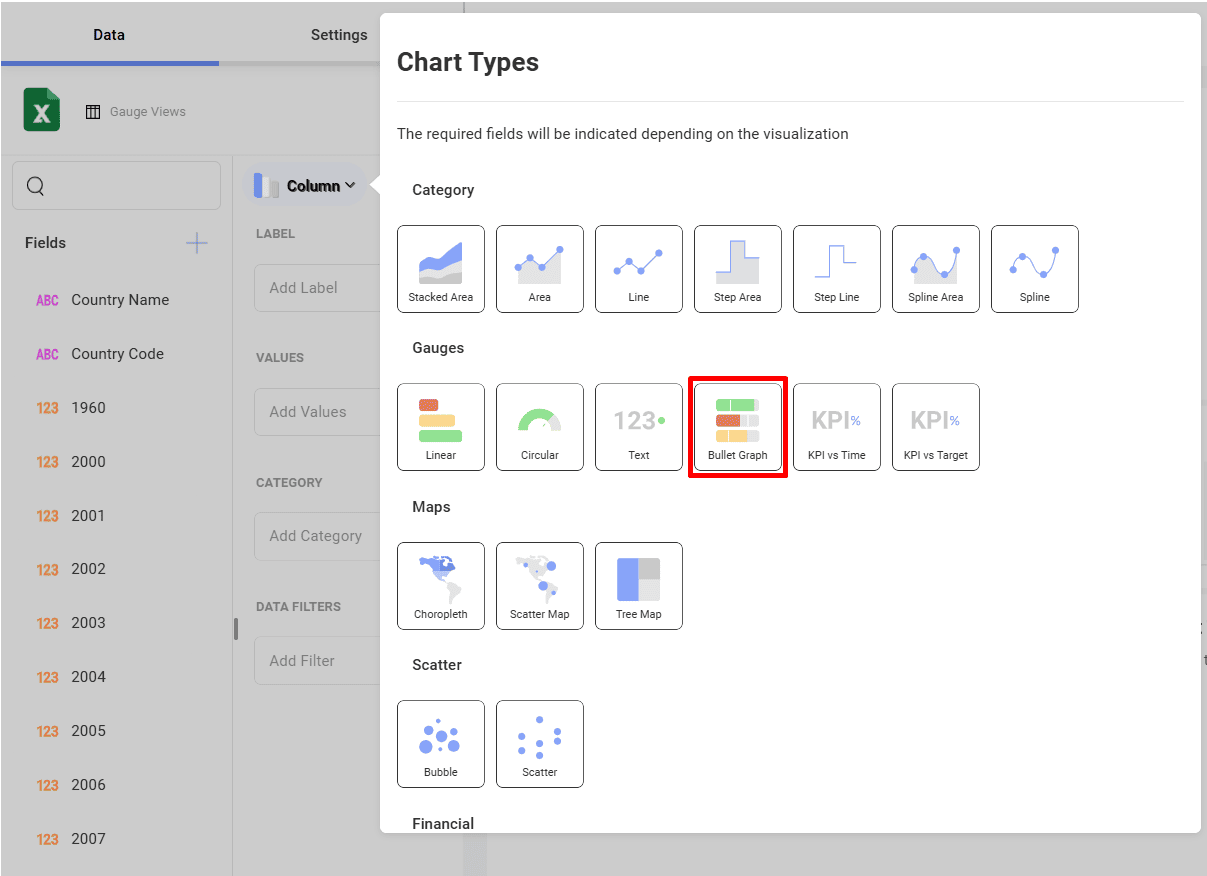 Data
Settings
Gauge Views
Fields
ABC Country Name
ABC Country Code
123 1960
123 2000
123 2001
123 2002
123 2003
123 2004
123 2005
123 2006
123 2007
Column
LABEL
Add Label
VALUES
Add Values
CATEGORY
Add Category
DATA FILTERS
Add Filter
Chart Types
The required fields will be indicated depending on the visualization
Category
Stacked Area
Area
Line
Step Area
Step Line
Spline Area
Spline
Gauges
Linear
Circular
123
Text
Bullet Graph
KPI%
KPI vs Time
KPI%
KPI vs Target
Maps
Choropleth
Scatter Map
Tree Map
Scatter
Bubble
Scatter
Financial